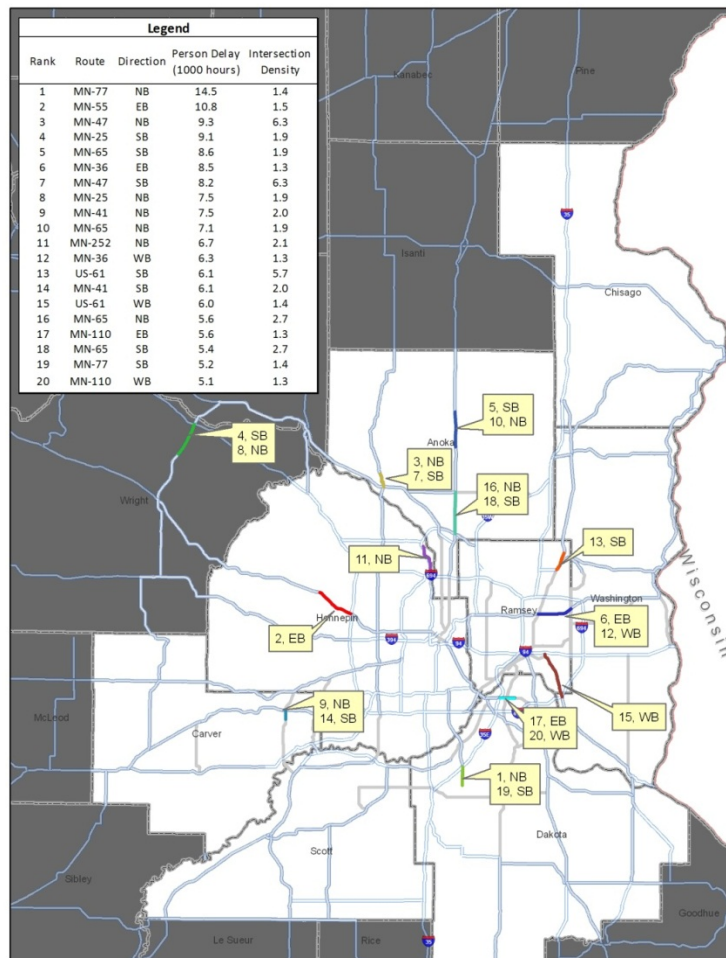 Legend
Rank Route Direction Person Delay (1000 hours) Intersection Density
1 MN-77 NB 14.5 1.4
2 MN-55 EB 10.8 1.5
3 MN-47 NB 9.3 6.3
4 MN-25 SB 9.1 1.9
5 MN-65 SB 8.6 1.9
6 MN-36 EB 8.5 1.3
7 MN-47 SB 8.2 6.3
8 MN-25 NB 7.5 1.9
9 MN-41 NB 7.5 2.0
10 MN-65 NB 7.1 1.9
11 MN-252 NB 6.7 2.1
12 MN-36 WB 6.3 1.3
13 US-61 SB 6.1 5.7
14 MN-41 SB 6.1 2.0
15 US-61 WB 6.0 1.4
16 MN-65 NB 5.6 2.7
17 MN-110 EB 5.6 1.3
18 MN-65 SB 5.4 2.7
19 MN-77 SB 5.2 1.4
20 MN-110 WB 5.1 1.3
Kanabec
Pine
35
Isanti
Chisago
5, SB
10, NB
Anoka
4, SB
8, NB
3, NB
7, SB
Wright
16, NB
18, SB
13, SB
11, NB
694
Wisconsin
Washington
Ramsey
Hennepin
2, EB
6, EB
12, WB
694
394
94
94
9, NB
14, SB
McLeod
Carver
17, EB
20, WB
15, WB
35E
1, NB
19, SB
Dakota
Scott
Sibley
Goodhue
Le Sueur
Rice
35